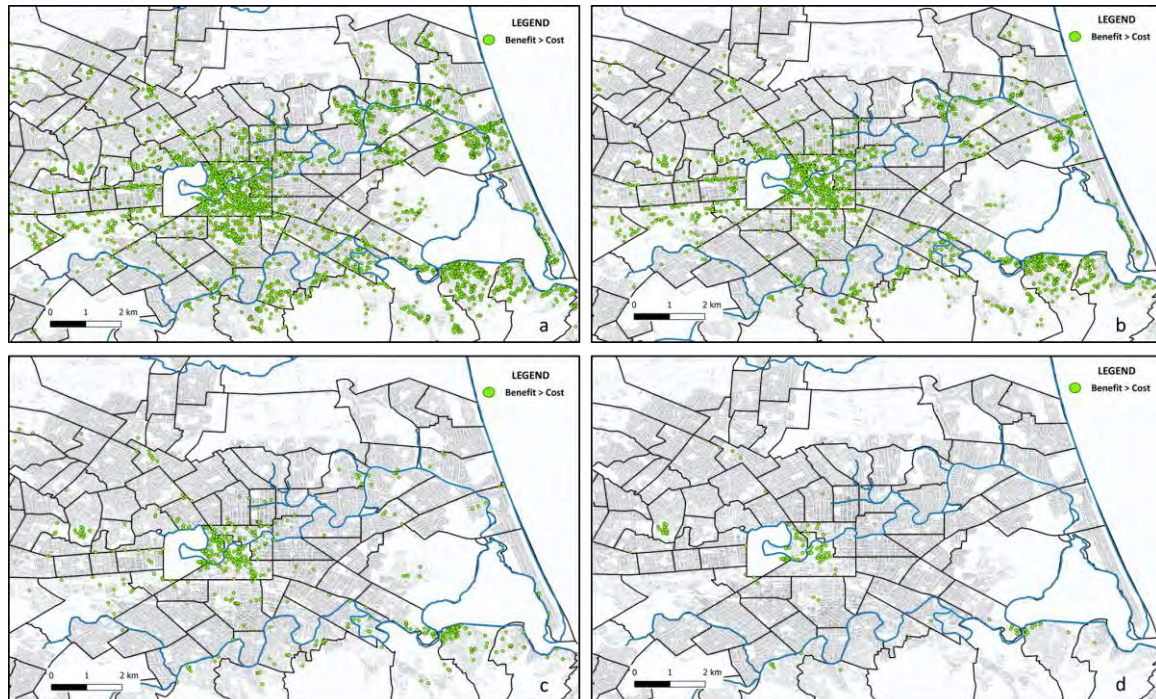 LEGEND
Benefit > Cost
0 1 2 km
a
LEGEND
Benefit > Cost
0 1 2 km
b
LEGEND
Benefit > Cost
0 1 2 km
c
LEGEND
Benefit > Cost
0 1 2 km
d